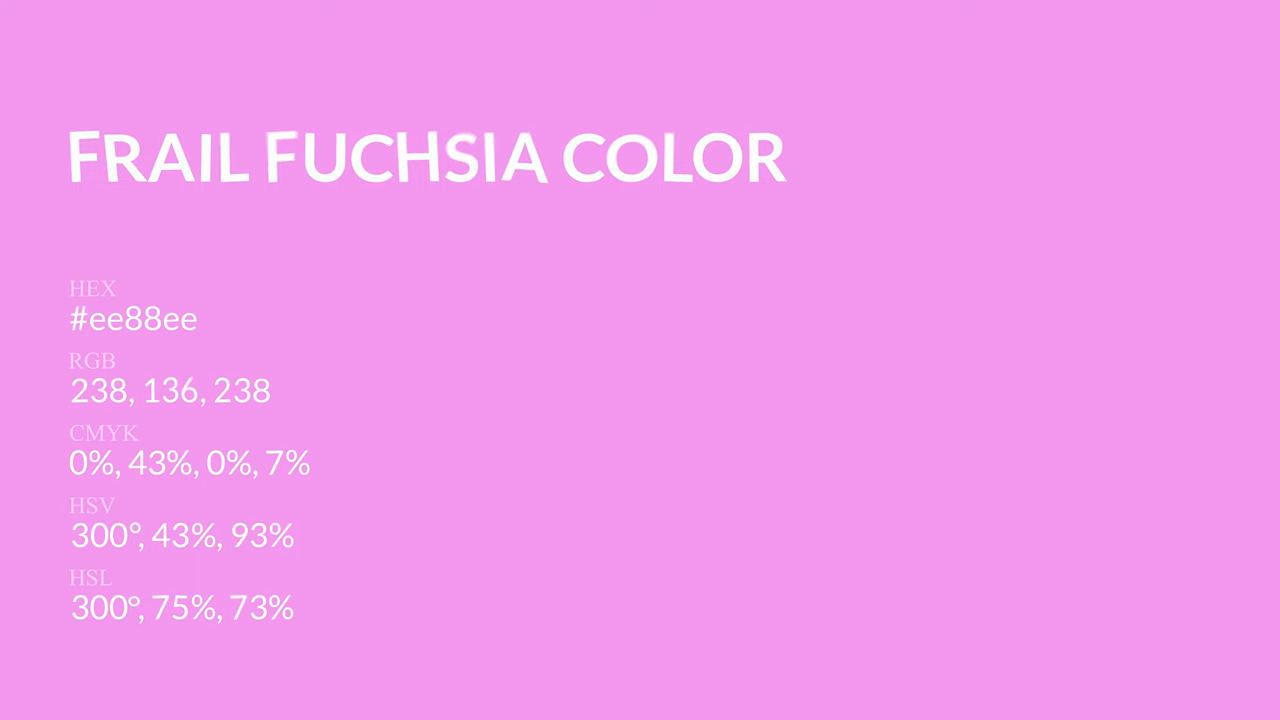 FRAIL FUCHSIA COLOR
HEX
#ee88ee
RGB
238, 136, 238
CMYK
0%, 43%, 0%, 7%
HSV
300°, 43%, 93%
HSL
300°, 75%, 73%